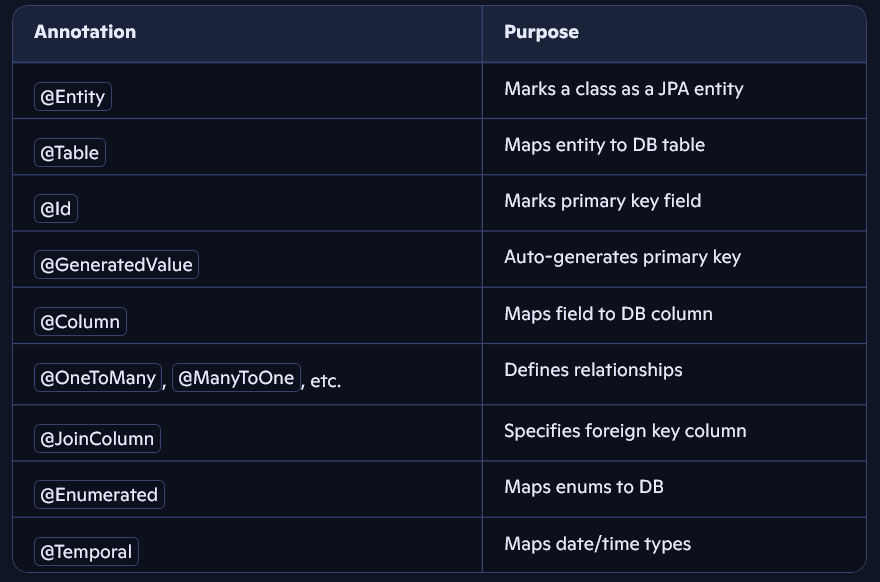 Annotation Purpose
@Entity Marks a class as a JPA entity
@Table Maps entity to DB table
@Id Marks primary key field
@GeneratedValue Auto-generates primary key
@Column Maps field to DB column
@OneToMany, @ManyToOne, etc. Defines relationships
@JoinColumn Specifies foreign key column
@Enumerated Maps enums to DB
@Temporal Maps date/time types